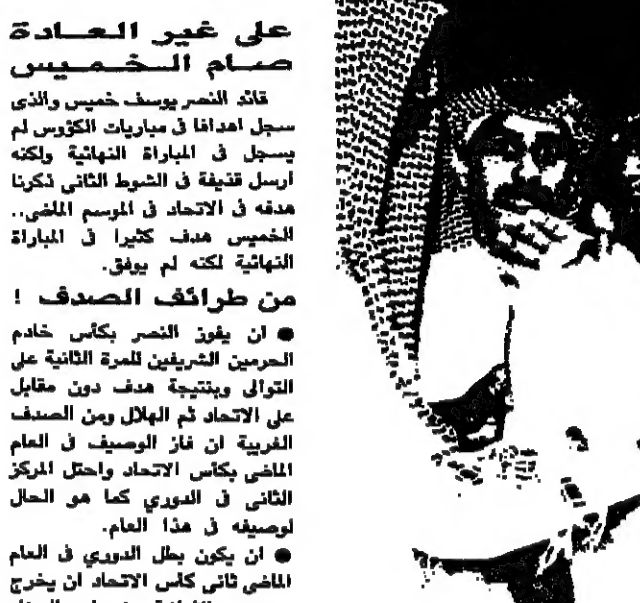 على غير العادة
صام الخميس
قائد النصر يوسف خميس والذى
سجل اهدافا فى مباريات الكؤوس لم
يسجل فى المباراة النهائية ولكنه
ارسل قذيفة فى الشوط الثانى ذكرنا
هدفه فى الاتحاد فى الموسم الماضى..
الخميس هدف كثيرا فى المباراة
النهائية لكنه لم يوفق.
من طرائف الصدف !
● ان يفوز النصر بكأس خادم
الحرمين الشريفين للمرة الثانية على
التوالى وبنتيجة هدف دون مقابل
على الاتحاد ثم الهلال ومن الصدف
الغريبة ان فاز الوصيف فى العام
الماضى بكأس الاتحاد واحتل المركز
الثانى فى الدوري كما هو الحال
لوصيفه فى هذا العام.
● ان يكون بطل الدوري فى العام
الماضى ثانى كأس الاتحاد ان يخرج